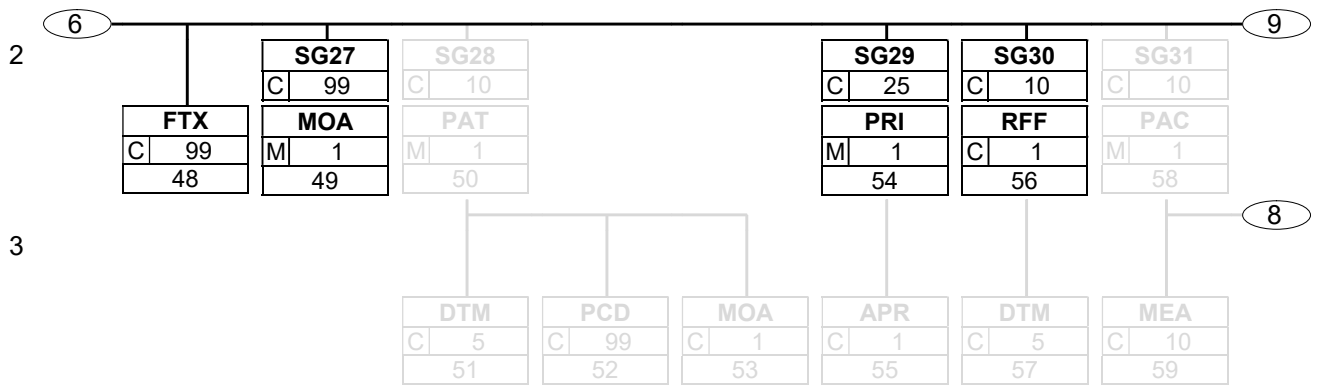 6 9
2 SG27 SG28 SG29 SG30 SG31
C 99 C 10 C 25 C 10 C 10
FTX MOA PAT PRI RFF PAC
C 99 M 1 M 1 M 1 C 1 M 1
48 49 50 54 56 58
8
3
DTM PCD MOA APR DTM MEA
C 5 C 99 C 1 C 1 C 5 C 10
51 52 53 55 57 59